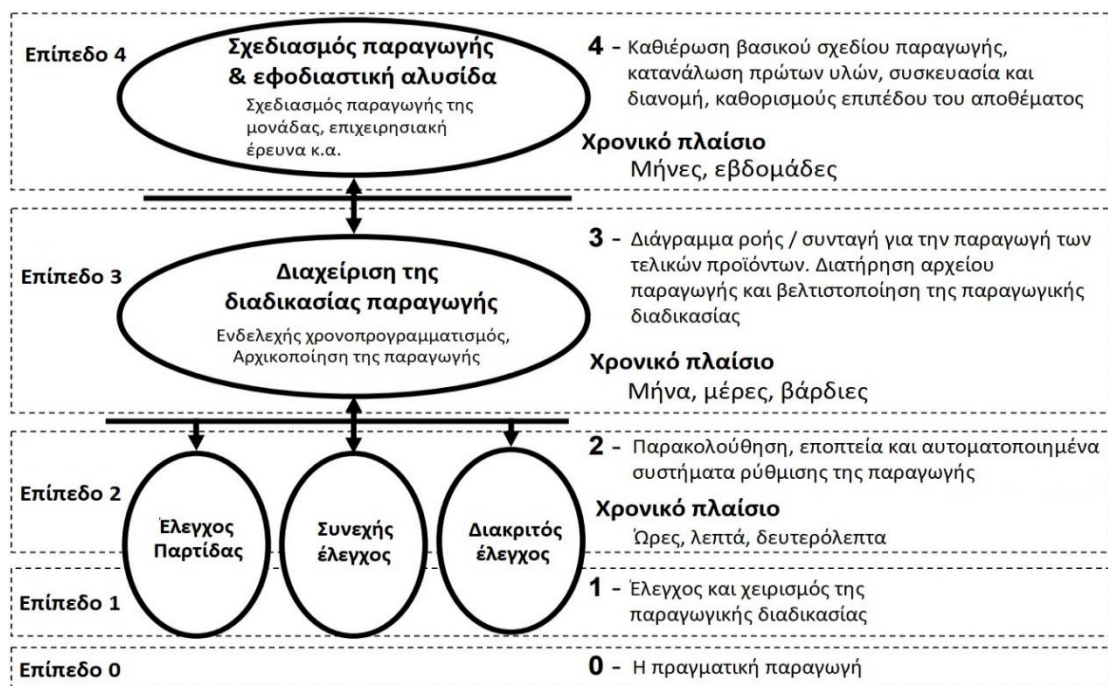 Επίπεδο 4
Σχεδιασμός παραγωγής
& εφοδιαστική αλυσίδα
Σχεδιασμός παραγωγής της
μονάδας, επιχειρησιακή
έρευνα κ.α.
4 – Καθιέρωση βασικού σχεδίου παραγωγής,
κατανάλωση πρώτων υλών, συσκευασία και
διανομή, καθορισμούς επιπέδου του αποθέματος
Χρονικό πλαίσιο
Μήνες, εβδομάδες
Επίπεδο 3
Διαχείριση της
διαδικασίας παραγωγής
Ενδελεχής χρονοπρογραμματισμός,
Αρχικοποίηση της παραγωγής
3 – Διάγραμμα ροής / συνταγή για την παραγωγή των
τελικών προϊόντων. Διατήρηση αρχείου
παραγωγής και βελτιστοποίηση της παραγωγικής
διαδικασίας
Χρονικό πλαίσιο
Μήνα, μέρες, βάρδιες
Επίπεδο 2
Έλεγχος
Παρτίδας
Συνεχής
έλεγχος
Διακριτός
έλεγχος
2 – Παρακολούθηση, εποπτεία και αυτοματοποιημένα
συστήματα ρύθμισης της παραγωγής
Χρονικό πλαίσιο
Ώρες, λεπτά, δευτερόλεπτα
Επίπεδο 1
1 – Έλεγχος και χειρισμός της
παραγωγικής διαδικασίας
Επίπεδο 0
0 – Η πραγματική παραγωγή